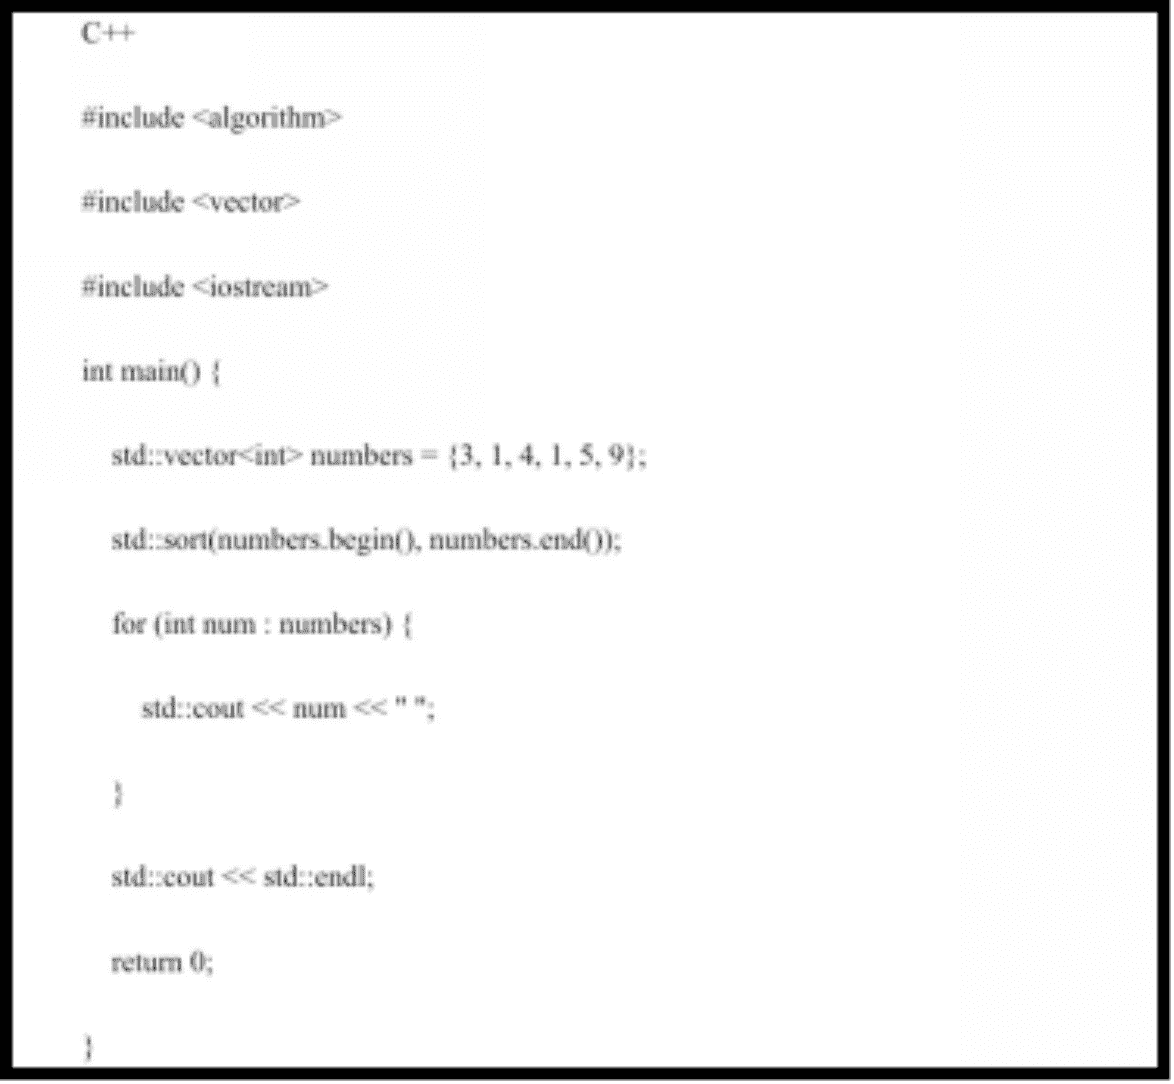 C++
#include <algorithm>
#include <vector>
#include <iostream>
int main() {
std::vector<int> numbers = {3, 1, 4, 1, 5, 9};
std::sort(numbers.begin(), numbers.end());
for (int num : numbers) {
std::cout << num << " ";
}
std::cout << std::endl;
return 0;
}